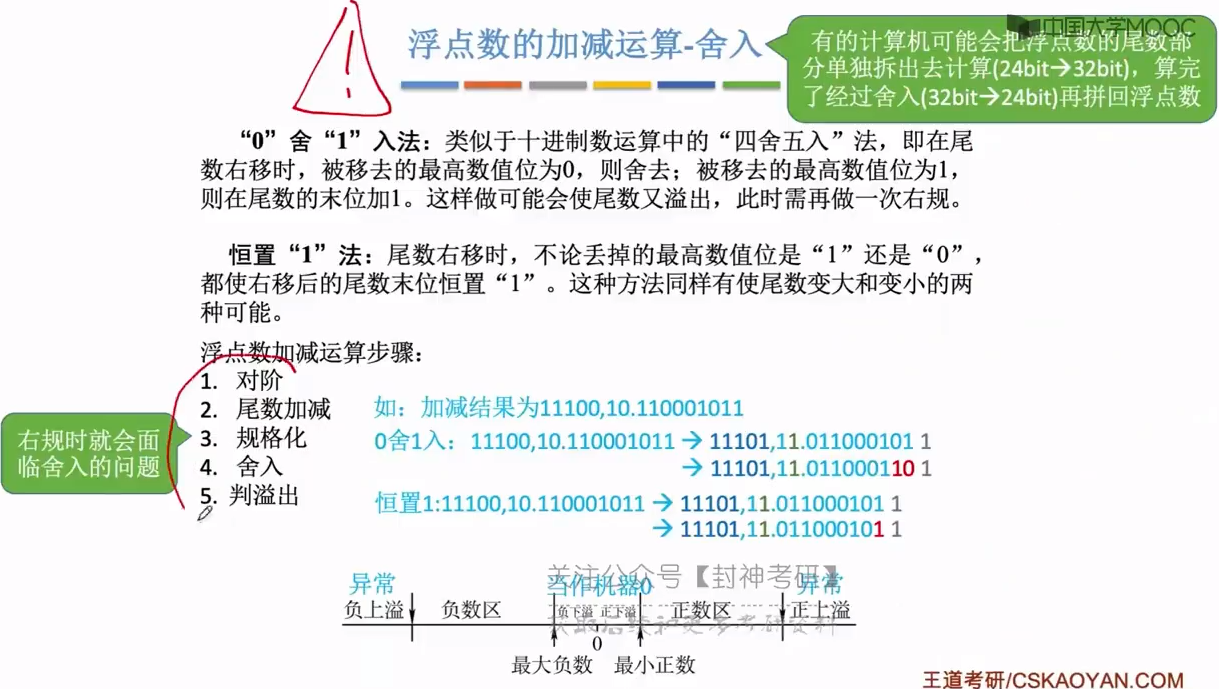 中国大学MOOC
浮点数的加减运算-舍入
有的计算机可能会把浮点数的尾数部
分单独拆出去计算(24bit→32bit)，算完
了经过舍入(32bit→24bit)再拼回浮点数
“0”舍“1”入法：类似于十进制数运算中的“四舍五入”法，即在尾
数右移时，被移去的最高数值位为0，则舍去；被移去的最高数值位为1，
则在尾数的末位加1。这样做可能会使尾数又溢出，此时需再做一次右规。
恒置“1”法：尾数右移时，不论丢掉的最高数值位是“1”还是“0”，
都使右移后的尾数末位恒置“1”。这种方法同样有使尾数变大和变小的两
种可能。
浮点数加减运算步骤：
1. 对阶
2. 尾数加减
3. 规格化
4. 舍入
5. 判溢出
右规时就会面
临舍入的问题
如：加减结果为11100,10.110001011
0舍1入：11100,10.110001011 → 11101,11.011000101 1
→ 11101,11.011000110 1
恒置1:11100,10.110001011 → 11101,11.011000101 1
→ 11101,11.011000101 1
关注公众号【封神考研】
异常 当作机器0 异常
负上溢 负数区 负下溢 正下溢 正数区 正上溢
0
最大负数 最小正数
王道考研/CSKAOYAN.COM